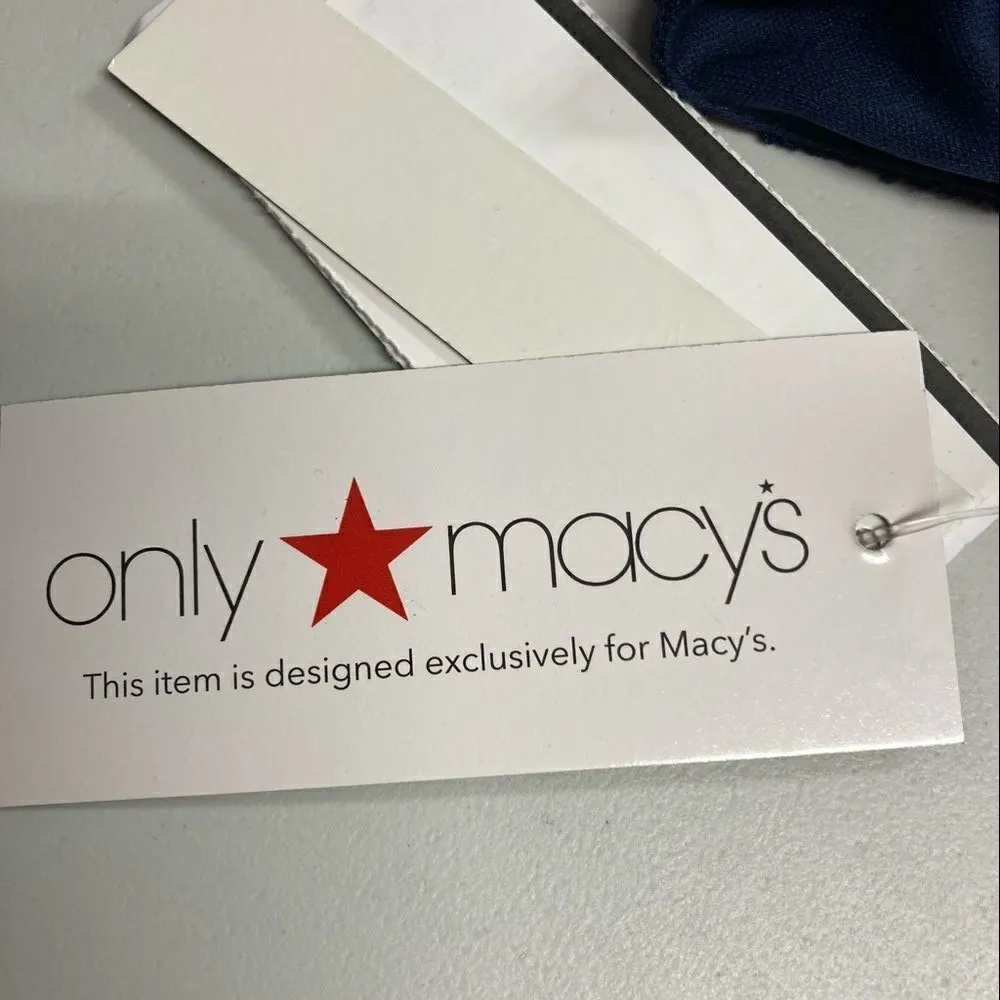 only macy's
This item is designed exclusively for Macy's.